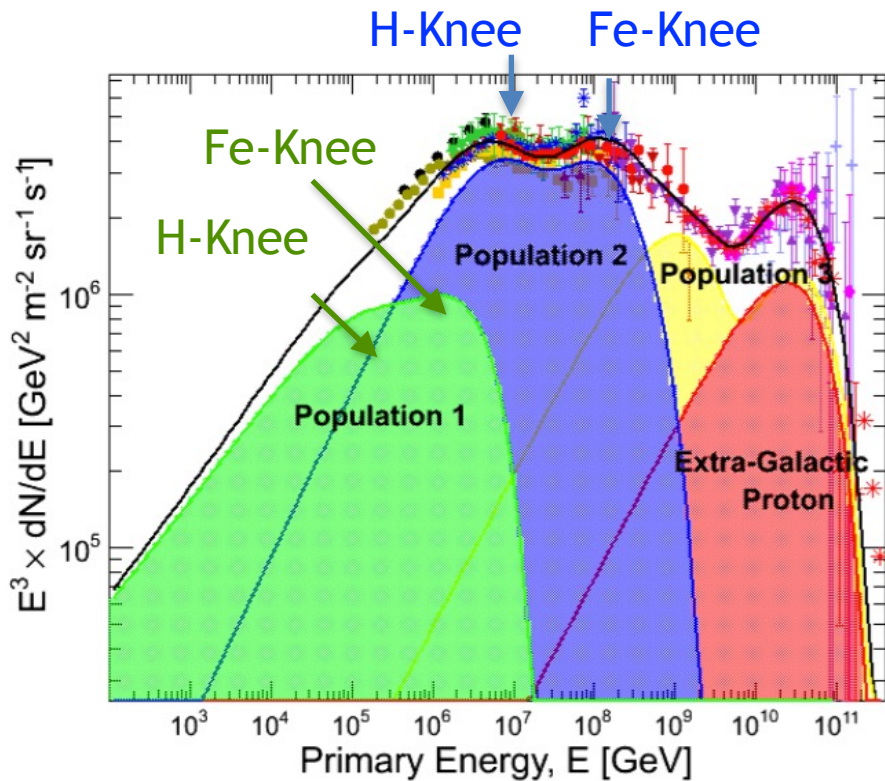 H-Knee Fe-Knee
Fe-Knee
H-Knee
Population 2
Population 3
Population 1
Extra-Galactic
Proton
E³ × dN/dE [GeV² m⁻² sr⁻¹ s⁻¹]
10⁶
10⁵
10³ 10⁴ 10⁵ 10⁶ 10⁷ 10⁸ 10⁹ 10¹⁰ 10¹¹
Primary Energy, E [GeV]